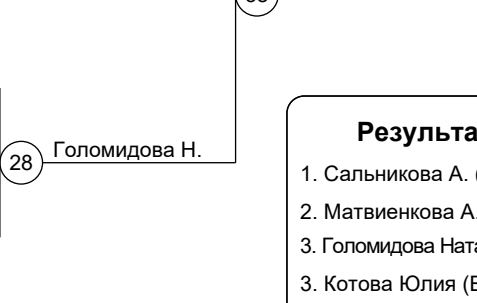 28 Голомидова Н.
Результа
1. Сальникова А. (
2. Матвиенкова А.
3. Голомидова Ната
3. Котова Юлия (В